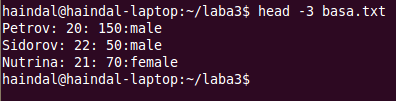 haindal@haindal-laptop:~/laba3$ head -3 basa.txt
Petrov: 20: 150:male
Sidorov: 22: 50:male
Nutrina: 21: 70:female
haindal@haindal-laptop:~/laba3$